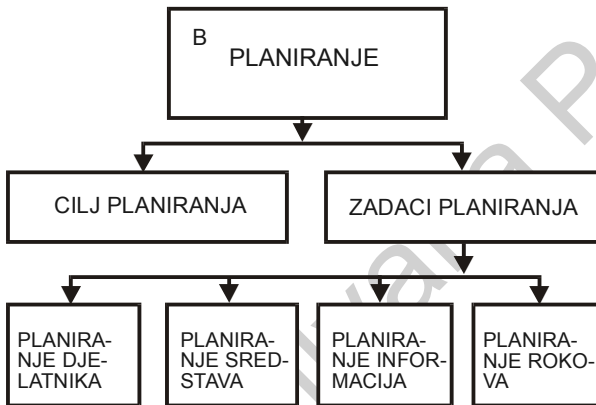 B
PLANIRANJE
CILJ PLANIRANJA
ZADACI PLANIRANJA
PLANIRA-
NJE DJE-
LATNIKA
PLANIRA-
NJE SRED-
STAVA
PLANIRA-
NJE INFOR-
MACIJA
PLANIRA-
NJE ROKO-
VA